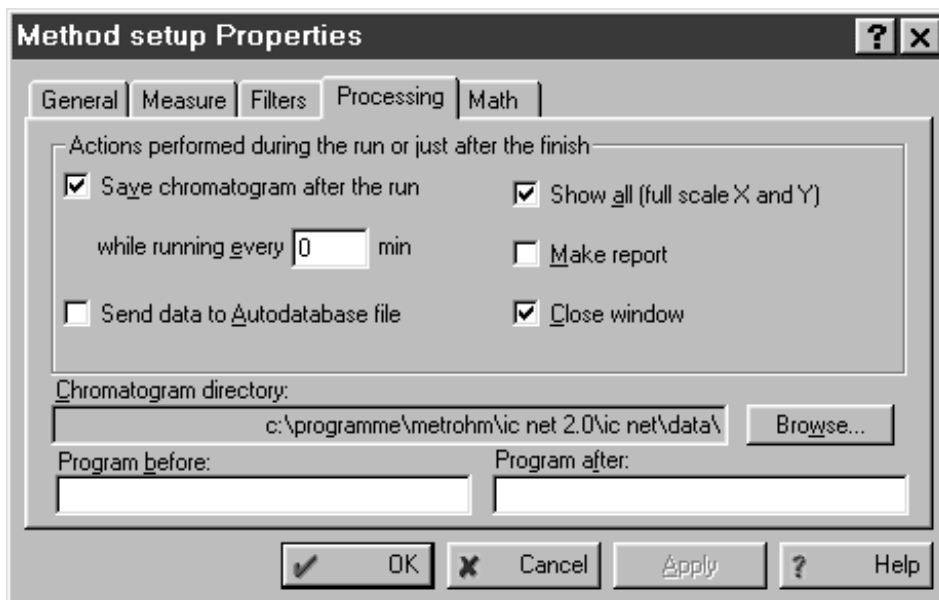 Method setup Properties
General Measure Filters Processing Math
Actions performed during the run or just after the finish
Save chromatogram after the run
Show all (full scale X and Y)
while running every 0 min
Make report
Send data to Autodatabase file
Close window
Chromatogram directory:
c:\programme\metrohm\ic net 2.0\ic net\data\
Browse...
Program before:
Program after:
OK Cancel Apply Help